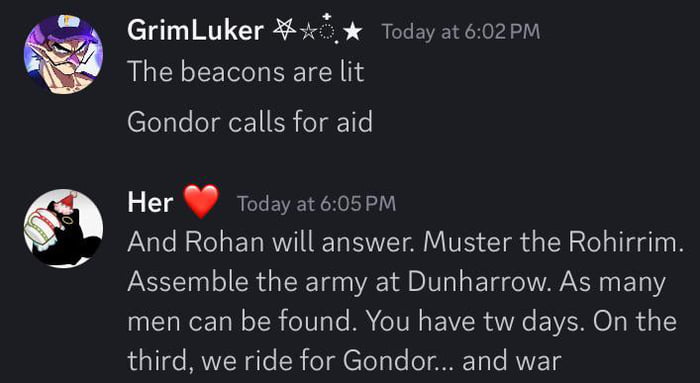 GrimLuker ⛧⛥⋆★ Today at 6:02 PM
The beacons are lit
Gondor calls for aid
Her ❤️ Today at 6:05 PM
And Rohan will answer. Muster the Rohirrim.
Assemble the army at Dunharrow. As many
men can be found. You have tw days. On the
third, we ride for Gondor... and war